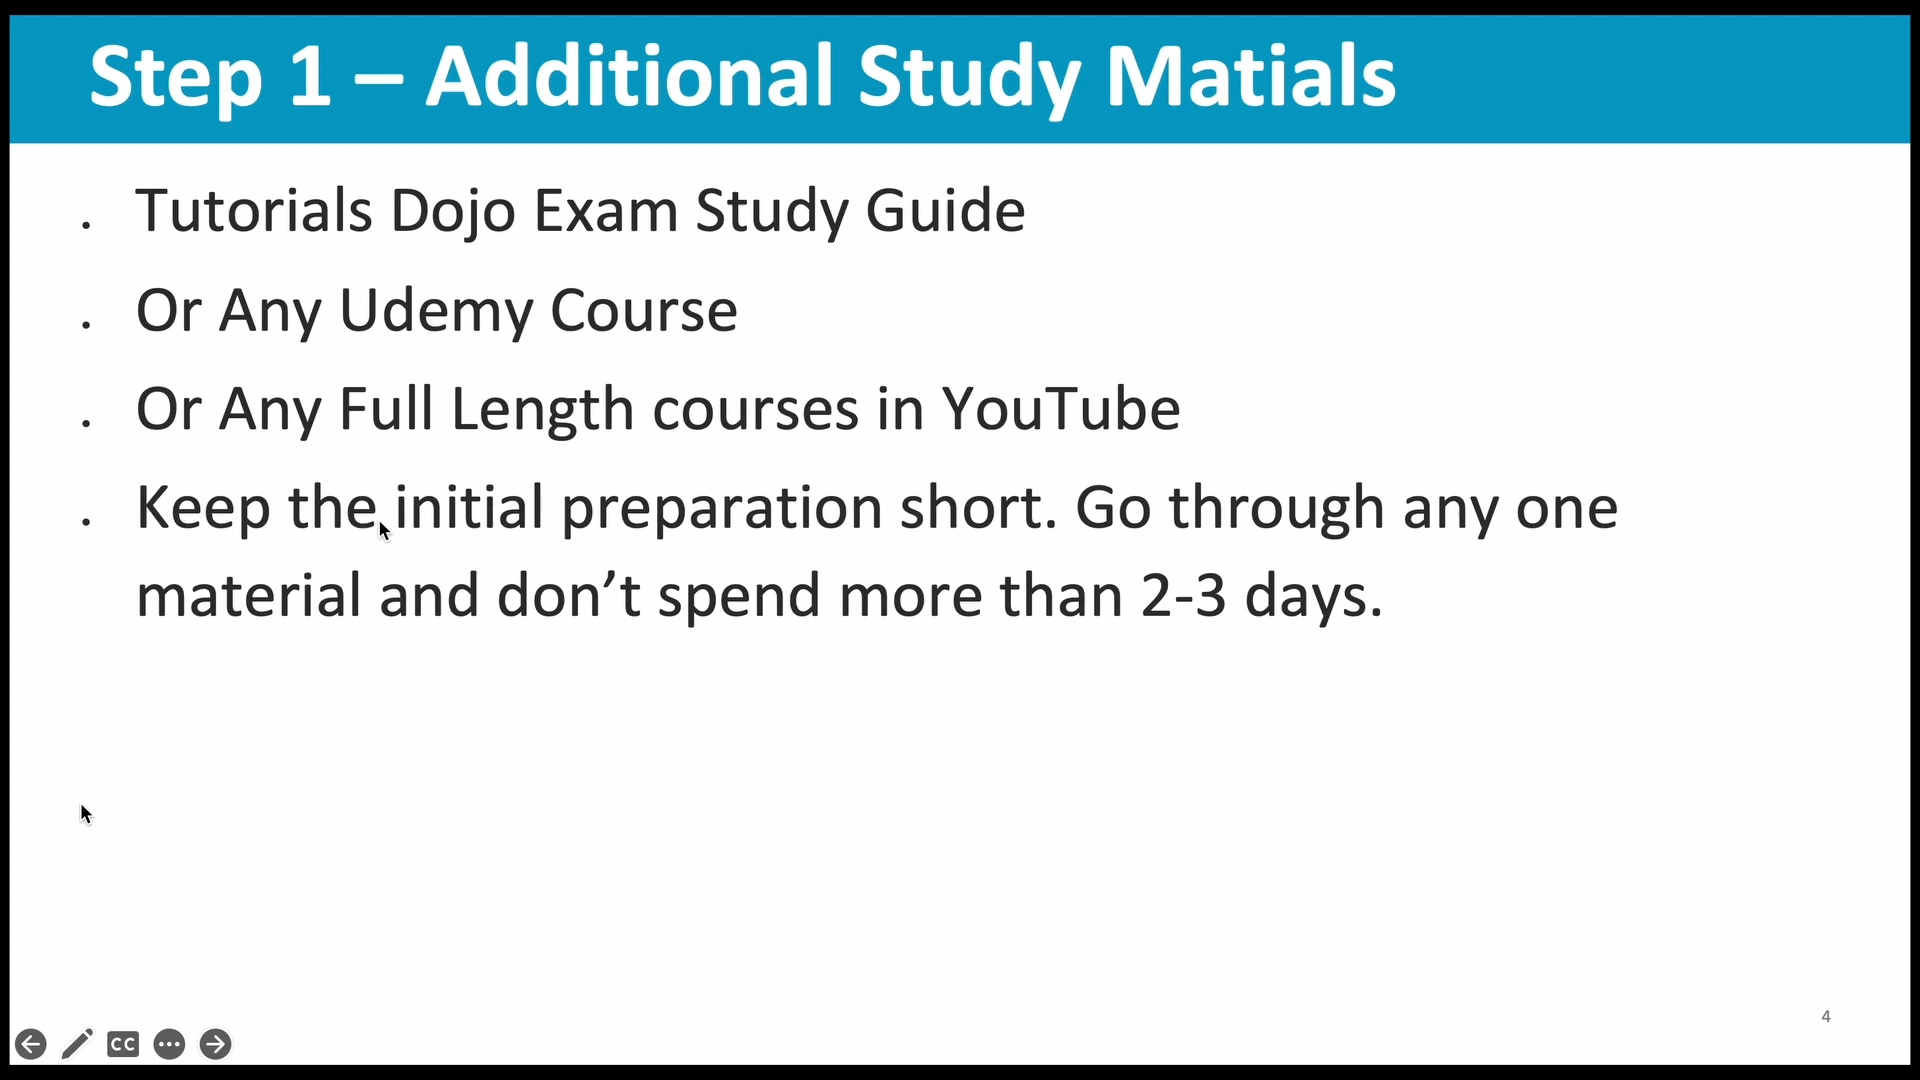 Step 1 – Additional Study Matials
. Tutorials Dojo Exam Study Guide
. Or Any Udemy Course
. Or Any Full Length courses in YouTube
. Keep the initial preparation short. Go through any one
material and don’t spend more than 2-3 days.
4
CC